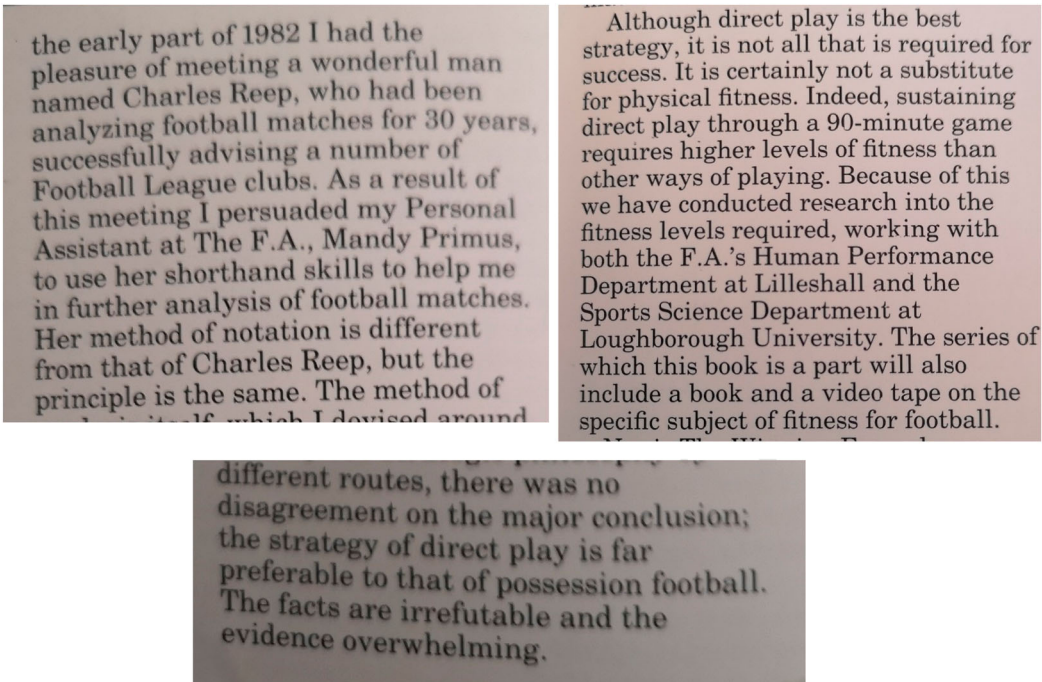 the early part of 1982 I had the
pleasure of meeting a wonderful man
named Charles Reep, who had been
analyzing football matches for 30 years,
successfully advising a number of
Football League clubs. As a result of
this meeting I persuaded my Personal
Assistant at The F.A., Mandy Primus,
to use her shorthand skills to help me
in further analysis of football matches.
Her method of notation is different
from that of Charles Reep, but the
principle is the same. The method of
which I devised around
Although direct play is the best
strategy, it is not all that is required for
success. It is certainly not a substitute
for physical fitness. Indeed, sustaining
direct play through a 90-minute game
requires higher levels of fitness than
other ways of playing. Because of this
we have conducted research into the
fitness levels required, working with
both the F.A.'s Human Performance
Department at Lilleshall and the
Sports Science Department at
Loughborough University. The series of
which this book is a part will also
include a book and a video tape on the
specific subject of fitness for football.
different routes, there was no
disagreement on the major conclusion;
the strategy of direct play is far
preferable to that of possession football.
The facts are irrefutable and the
evidence overwhelming.